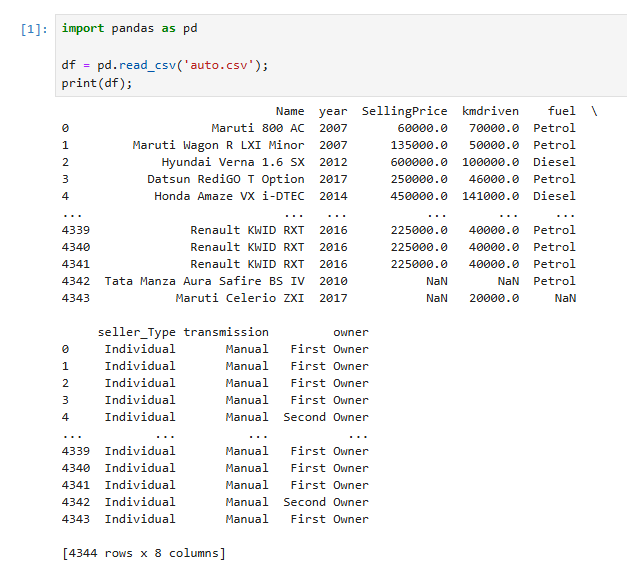 [1]: import pandas as pd
df = pd.read_csv('auto.csv');
print(df);
Name year SellingPrice kmdriven fuel \
0 Maruti 800 AC 2007 60000.0 70000.0 Petrol
1 Maruti Wagon R LXI Minor 2007 135000.0 50000.0 Petrol
2 Hyundai Verna 1.6 SX 2012 600000.0 100000.0 Diesel
3 Datsun RediGO T Option 2017 250000.0 46000.0 Petrol
4 Honda Amaze VX i-DTEC 2014 450000.0 141000.0 Diesel
... ... ... ... ... ...
4339 Renault KWID RXT 2016 225000.0 40000.0 Petrol
4340 Renault KWID RXT 2016 225000.0 40000.0 Petrol
4341 Renault KWID RXT 2016 225000.0 40000.0 Petrol
4342 Tata Manza Aura Safire BS IV 2010 NaN NaN Petrol
4343 Maruti Celerio ZXI 2017 NaN 20000.0 NaN
seller_Type transmission owner
0 Individual Manual First Owner
1 Individual Manual First Owner
2 Individual Manual First Owner
3 Individual Manual First Owner
4 Individual Manual Second Owner
... ... ... ...
4339 Individual Manual First Owner
4340 Individual Manual First Owner
4341 Individual Manual First Owner
4342 Individual Manual Second Owner
4343 Individual Manual First Owner
[4344 rows x 8 columns]